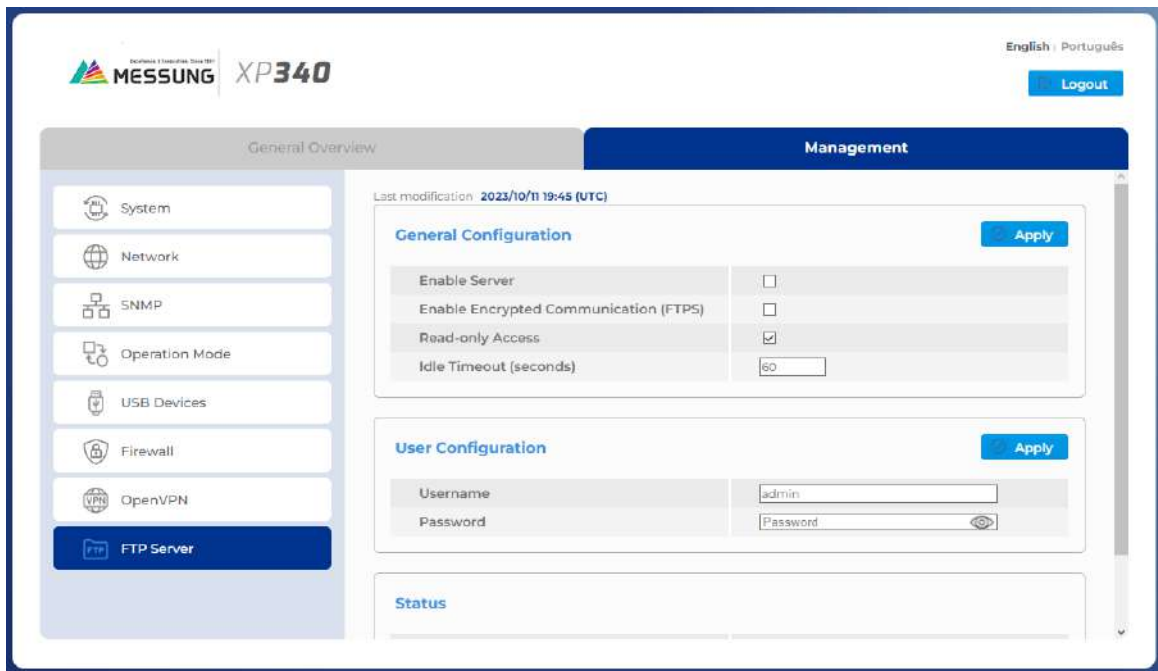 English | Português
MESSUNG XP340
Logout
General Overview
Management
System
Network
SNMP
Operation Mode
USB Devices
Firewall
VPN OpenVPN
FTP FTP Server
Last modification 2023/10/11 19:45 (UTC)
General Configuration
Apply
Enable Server
Enable Encrypted Communication (FTPS)
Read-only Access
Idle Timeout (seconds) 60
User Configuration
Apply
Username admin
Password Password
Status